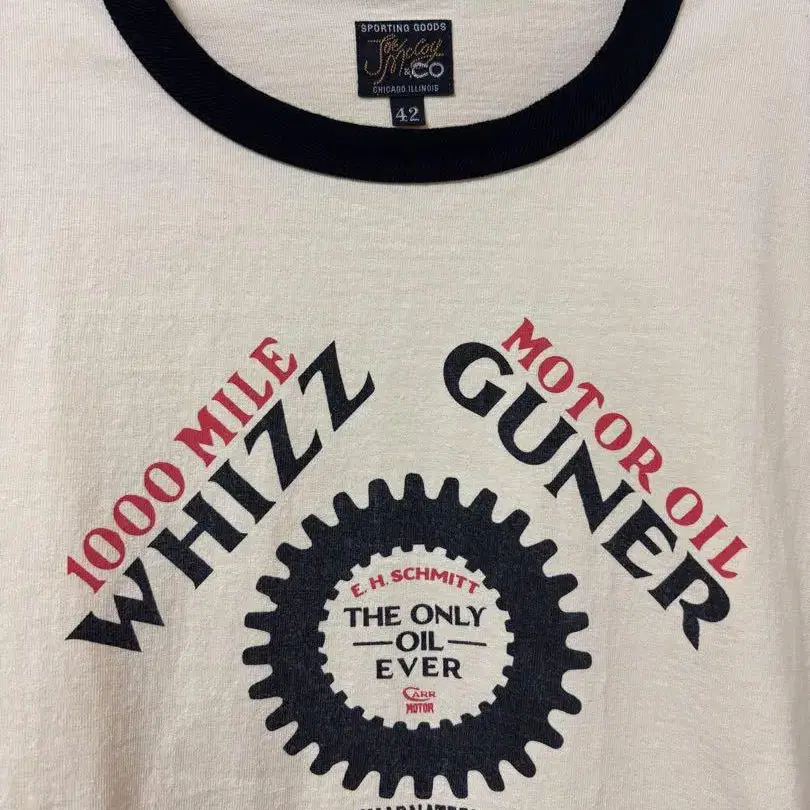 SPORTING GOODS
Joe McCoy
& CO
CHICAGO, ILLINOIS
42
1000 MILE
WHIZZ
MOTOR OIL
GUNER
E. H. SCHMITT
THE ONLY
OIL
EVER
CARR
MOTOR